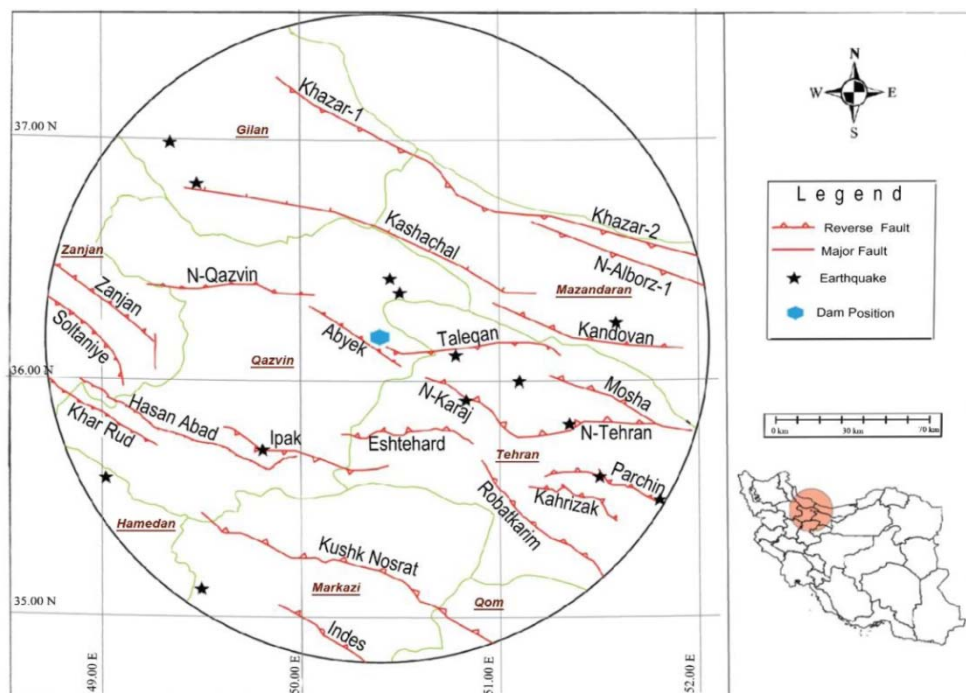 Khazar-1
Gilan
37.00 N
Khazar-2
Kashachal
N-Alborz-1
Zanjan
N-Qazvin
Mazandaran
Zanjan
Soltaniye
Abyek
Taleqan
Kandovan
Qazvin
36.00 N
Mosha
N-Karaj
Hasan Abad
Khar Rud
Ipak
Eshtehard
N-Tehran
Tehran
Parchin
Kahrizak
Robatkarim
Hamedan
Kushk Nosrat
Markazi
Qom
35.00 N
Indes
49.00 E
50.00 E
51.00 E
52.00 E
N
W E
S
Legend
Reverse Fault
Major Fault
Earthquake
Dam Position
0 km 30 km 70 km